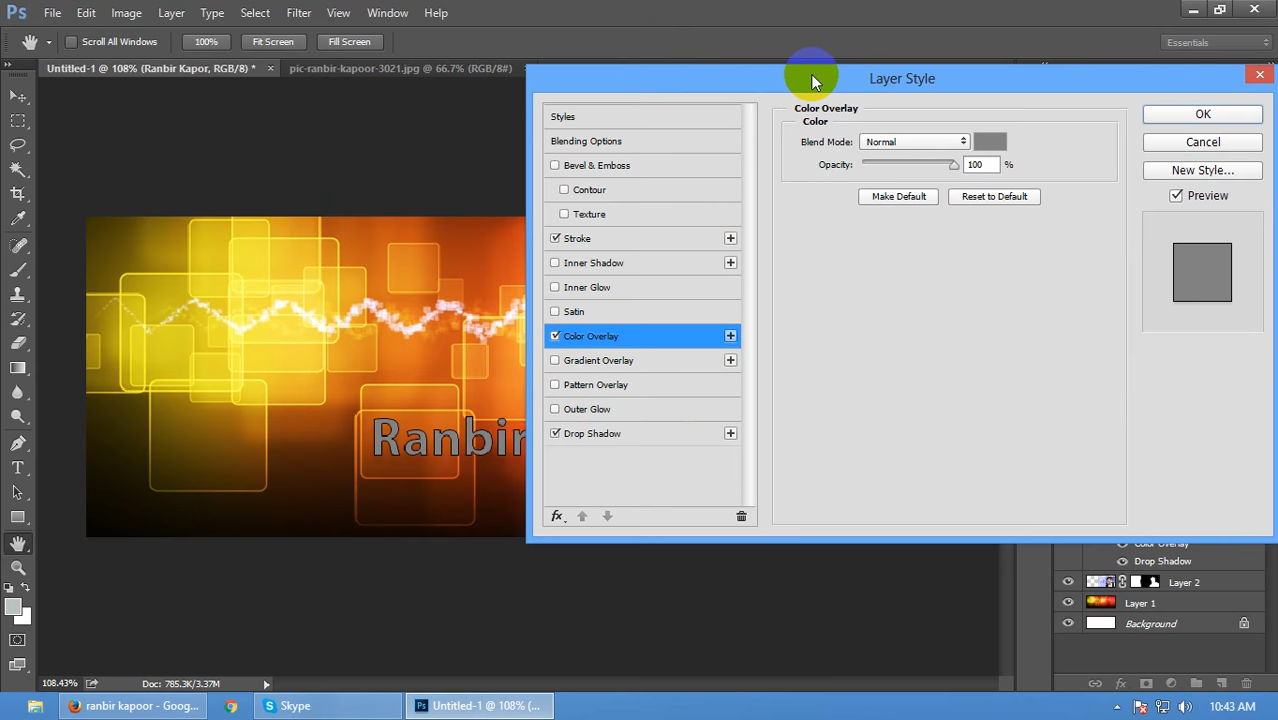 Ps File Edit Image Layer Type Select Filter View Window Help
Scroll All Windows 100% Fit Screen Fill Screen Essentials
Untitled-1 @ 108% (Ranbir Kapor, RGB/8) * × pic-ranbir-kapoor-3021.jpg @ 66.7% (RGB/8#)
Layer Style
Styles
Blending Options
Bevel & Emboss
Contour
Texture
Stroke
Inner Shadow
Inner Glow
Satin
Color Overlay
Gradient Overlay
Pattern Overlay
Outer Glow
Drop Shadow
fx
Color Overlay
Color
Blend Mode: Normal
Opacity: 100 %
Make Default Reset to Default
OK
Cancel
New Style...
Preview
Ranbir
Color Overlay
Drop Shadow
Layer 2
Layer 1
Background
fx
108.43% Doc: 785.3K/3.37M
ranbir kapoor - Goog... Skype Ps Untitled-1 @ 108% (... 10:43 AM